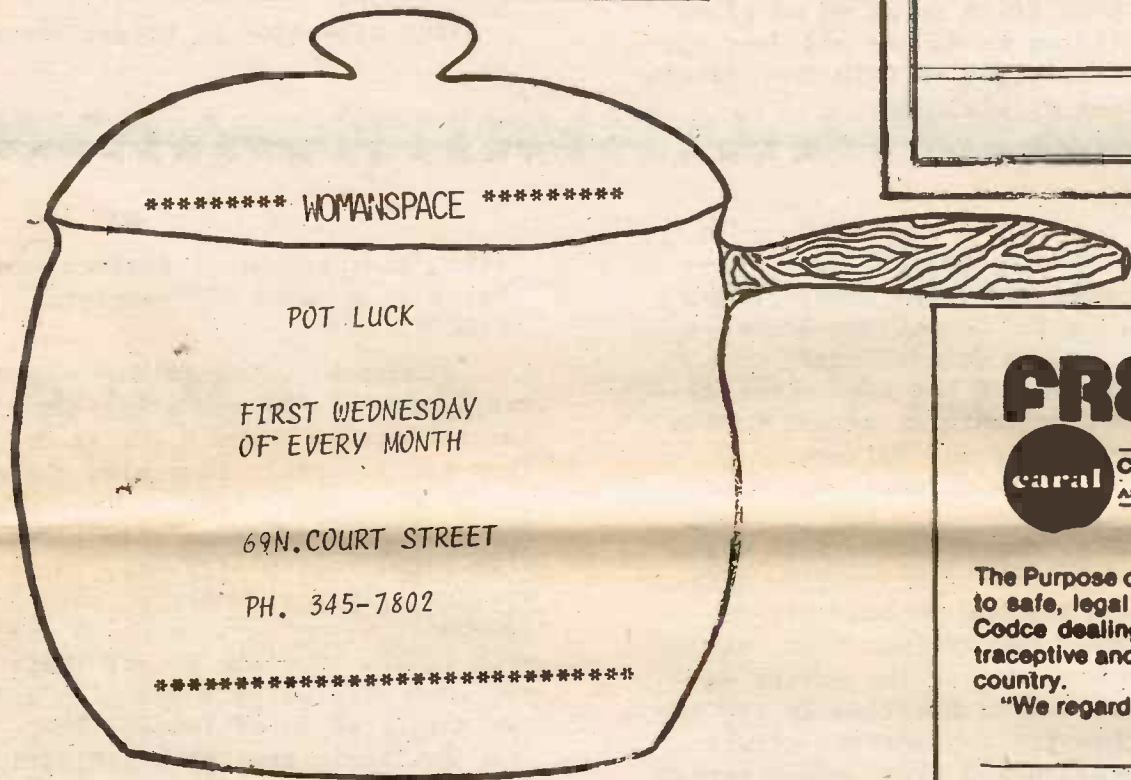 ********* WOMANSPACE *********
POT LUCK
FIRST WEDNESDAY
OF EVERY MONTH
69N. COURT STREET
PH. 345-7802
******************************
caral
The Purpose
to safe, legal
Codce dealing
traceptive and
country.
"We regard